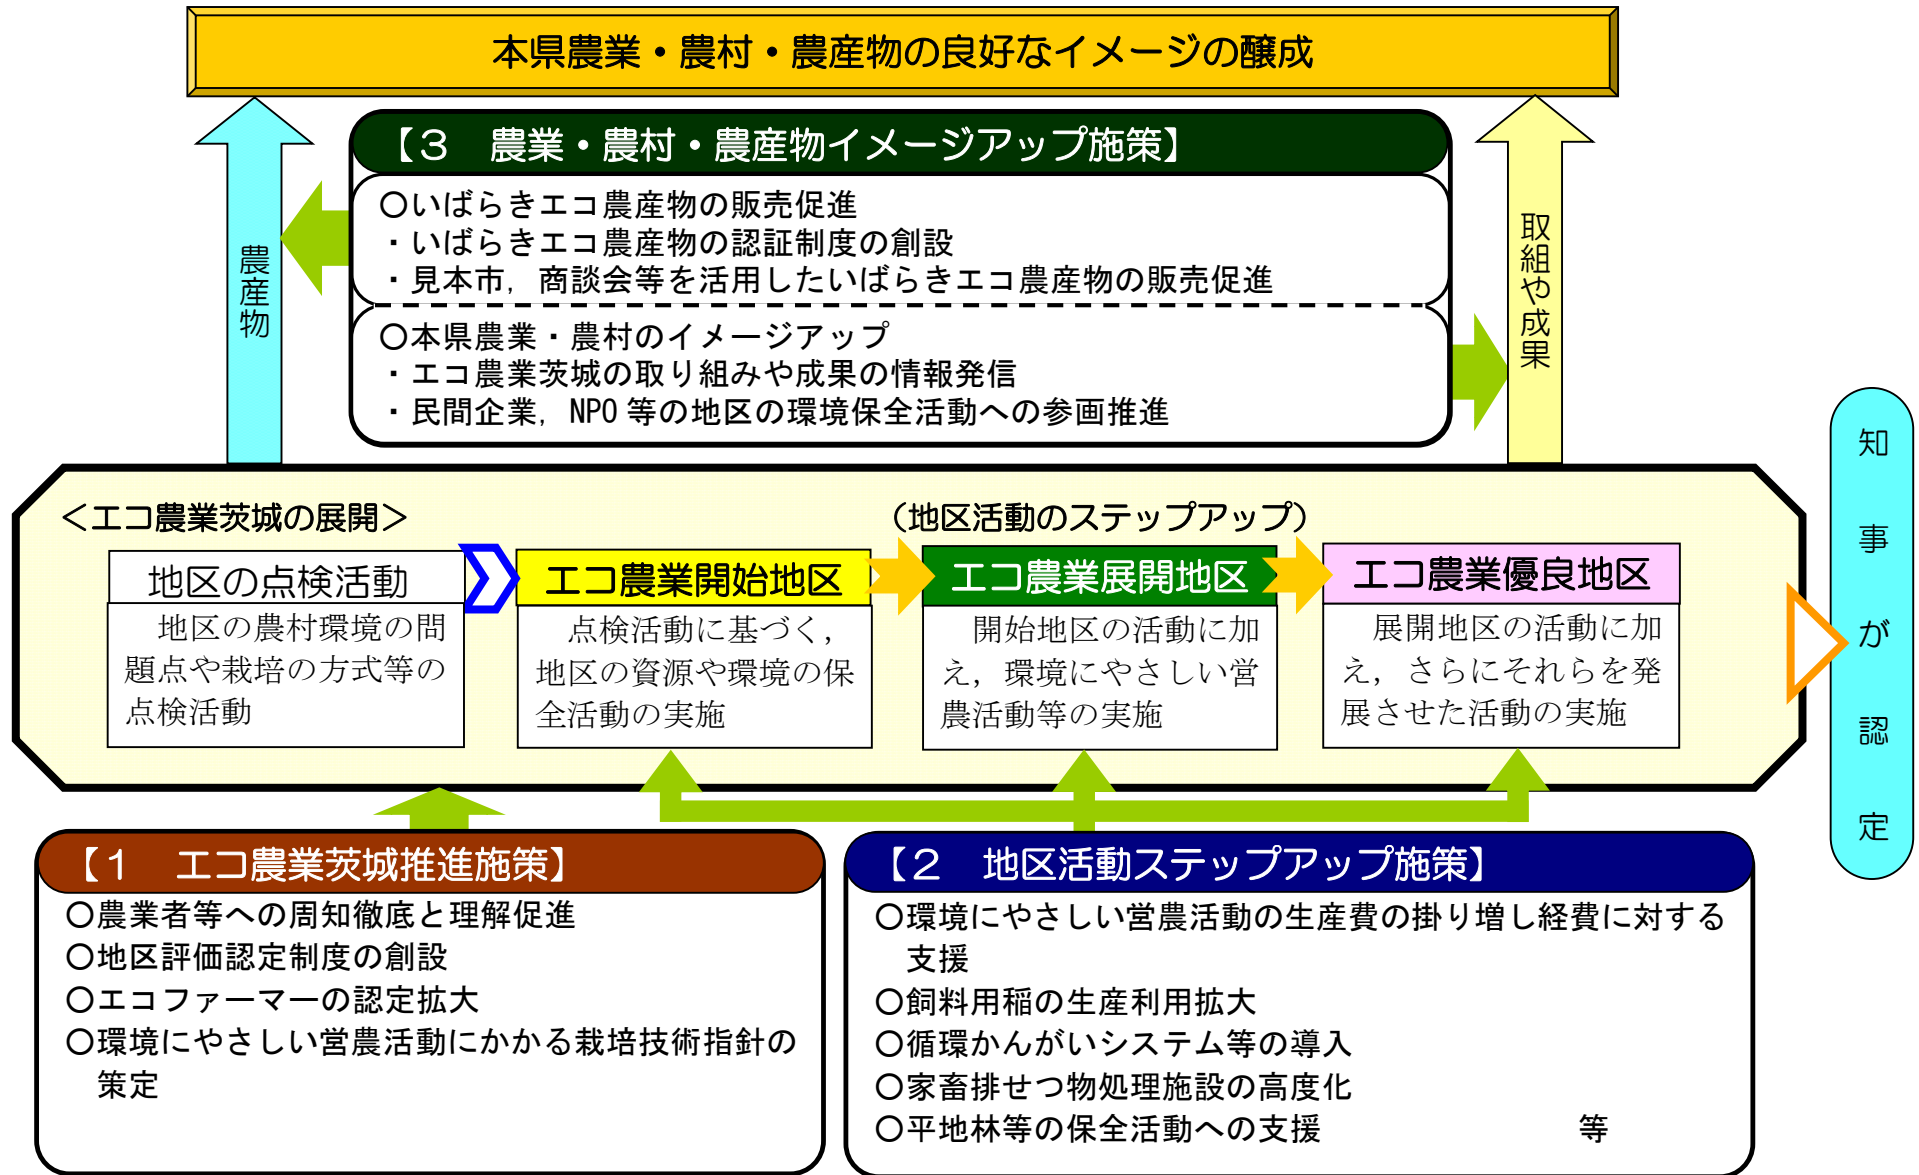 本県農業・農村・農産物の良好なイメージの醸成
【３　農業・農村・農産物イメージアップ施策】
〇いばらきエコ農産物の販売促進
・いばらきエコ農産物の認証制度の創設
・見本市，商談会等を活用したいばらきエコ農産物の販売促進
〇本県農業・農村のイメージアップ
・エコ農業茨城の取り組みや成果の情報発信
・民間企業，NPO等の地区の環境保全活動への参画推進
農産物
取組や成果
＜エコ農業茨城の展開＞
（地区活動のステップアップ）
地区の点検活動
地区の農村環境の問
題点や栽培の方式等の
点検活動
エコ農業開始地区
点検活動に基づく，
地区の資源や環境の保
全活動の実施
エコ農業展開地区
開始地区の活動に加
え，環境にやさしい営
農活動等の実施
エコ農業優良地区
展開地区の活動に加
え，さらにそれらを発
展させた活動の実施
知事が認定
【１　エコ農業茨城推進施策】
〇農業者等への周知徹底と理解促進
〇地区評価認定制度の創設
〇エコファーマーの認定拡大
〇環境にやさしい営農活動にかかる栽培技術指針の
策定
【２　地区活動ステップアップ施策】
〇環境にやさしい営農活動の生産費の掛り増し経費に対する
支援
〇飼料用稲の生産利用拡大
〇循環かんがいシステム等の導入
〇家畜排せつ物処理施設の高度化
〇平地林等の保全活動への支援　　　　　　　　等